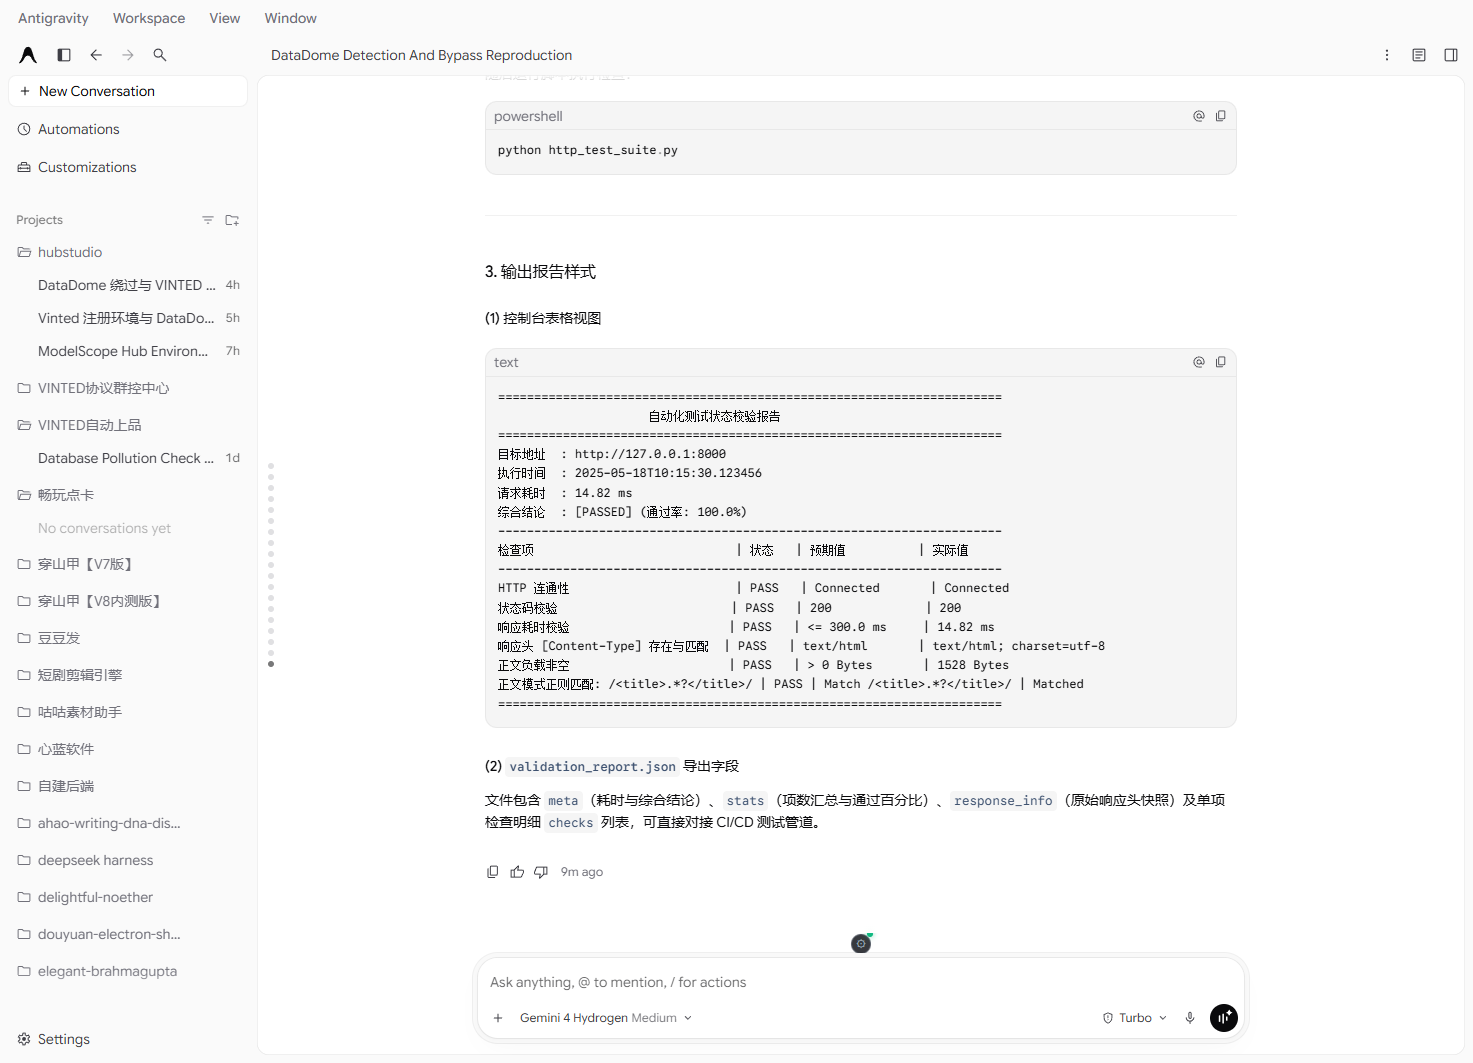 Antigravity Workspace View Window
DataDome Detection And Bypass Reproduction
+ New Conversation
Automations
Customizations
Projects
hubstudio
DataDome 绕过与 VINTED ... 4h
Vinted 注册环境与 DataDo... 5h
ModelScope Hub Environ... 7h
VINTED协议群控中心
VINTED自动上品
Database Pollution Check ... 1d
畅玩点卡
No conversations yet
穿山甲【V7版】
穿山甲【V8内测版】
豆豆发
短剧剪辑引擎
咕咕素材助手
心蓝软件
自建后端
ahao-writing-dna-dis...
deepseek harness
delightful-noether
douyuan-electron-sh...
elegant-brahmagupta
Settings
powershell
python http_test_suite.py
3. 输出报告样式
(1) 控制台表格视图
text
======================================================================
自动化测试状态校验报告
======================================================================
目标地址 : http://127.0.0.1:8000
执行时间 : 2025-05-18T10:15:30.123456
请求耗时 : 14.82 ms
综合结论 : [PASSED] (通过率: 100.0%)
----------------------------------------------------------------------
检查项 | 状态 | 预期值 | 实际值
----------------------------------------------------------------------
HTTP 连通性 | PASS | Connected | Connected
状态码校验 | PASS | 200 | 200
响应耗时校验 | PASS | <= 300.0 ms | 14.82 ms
响应头 [Content-Type] 存在与匹配 | PASS | text/html | text/html; charset=utf-8
正文负载非空 | PASS | > 0 Bytes | 1528 Bytes
正文模式正则匹配: /<title>.*?</title>/ | PASS | Match /<title>.*?</title>/ | Matched
======================================================================
(2) validation_report.json 导出字段
文件包含 meta （耗时与综合结论）、 stats （项数汇总与通过百分比）、 response_info （原始响应头快照）及单项
检查明细 checks 列表，可直接对接 CI/CD 测试管道。
9m ago
Ask anything, @ to mention, / for actions
+ Gemini 4 Hydrogen Medium Turbo